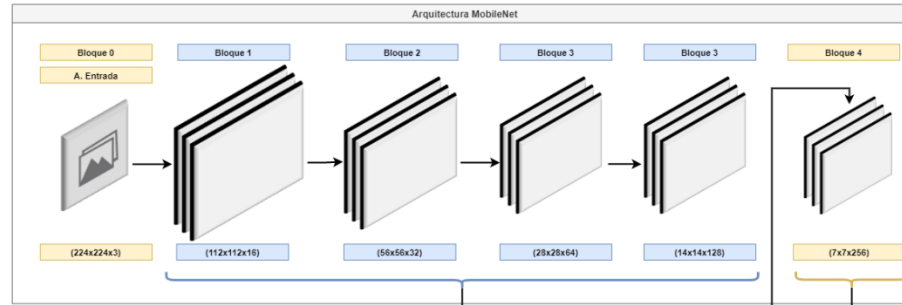 Arquitectura MobileNet
Bloque 0
Bloque 1
Bloque 2
Bloque 3
Bloque 3
Bloque 4
A. Entrada
(224x224x3)
(112x112x16)
(56x56x32)
(28x28x64)
(14x14x128)
(7x7x256)